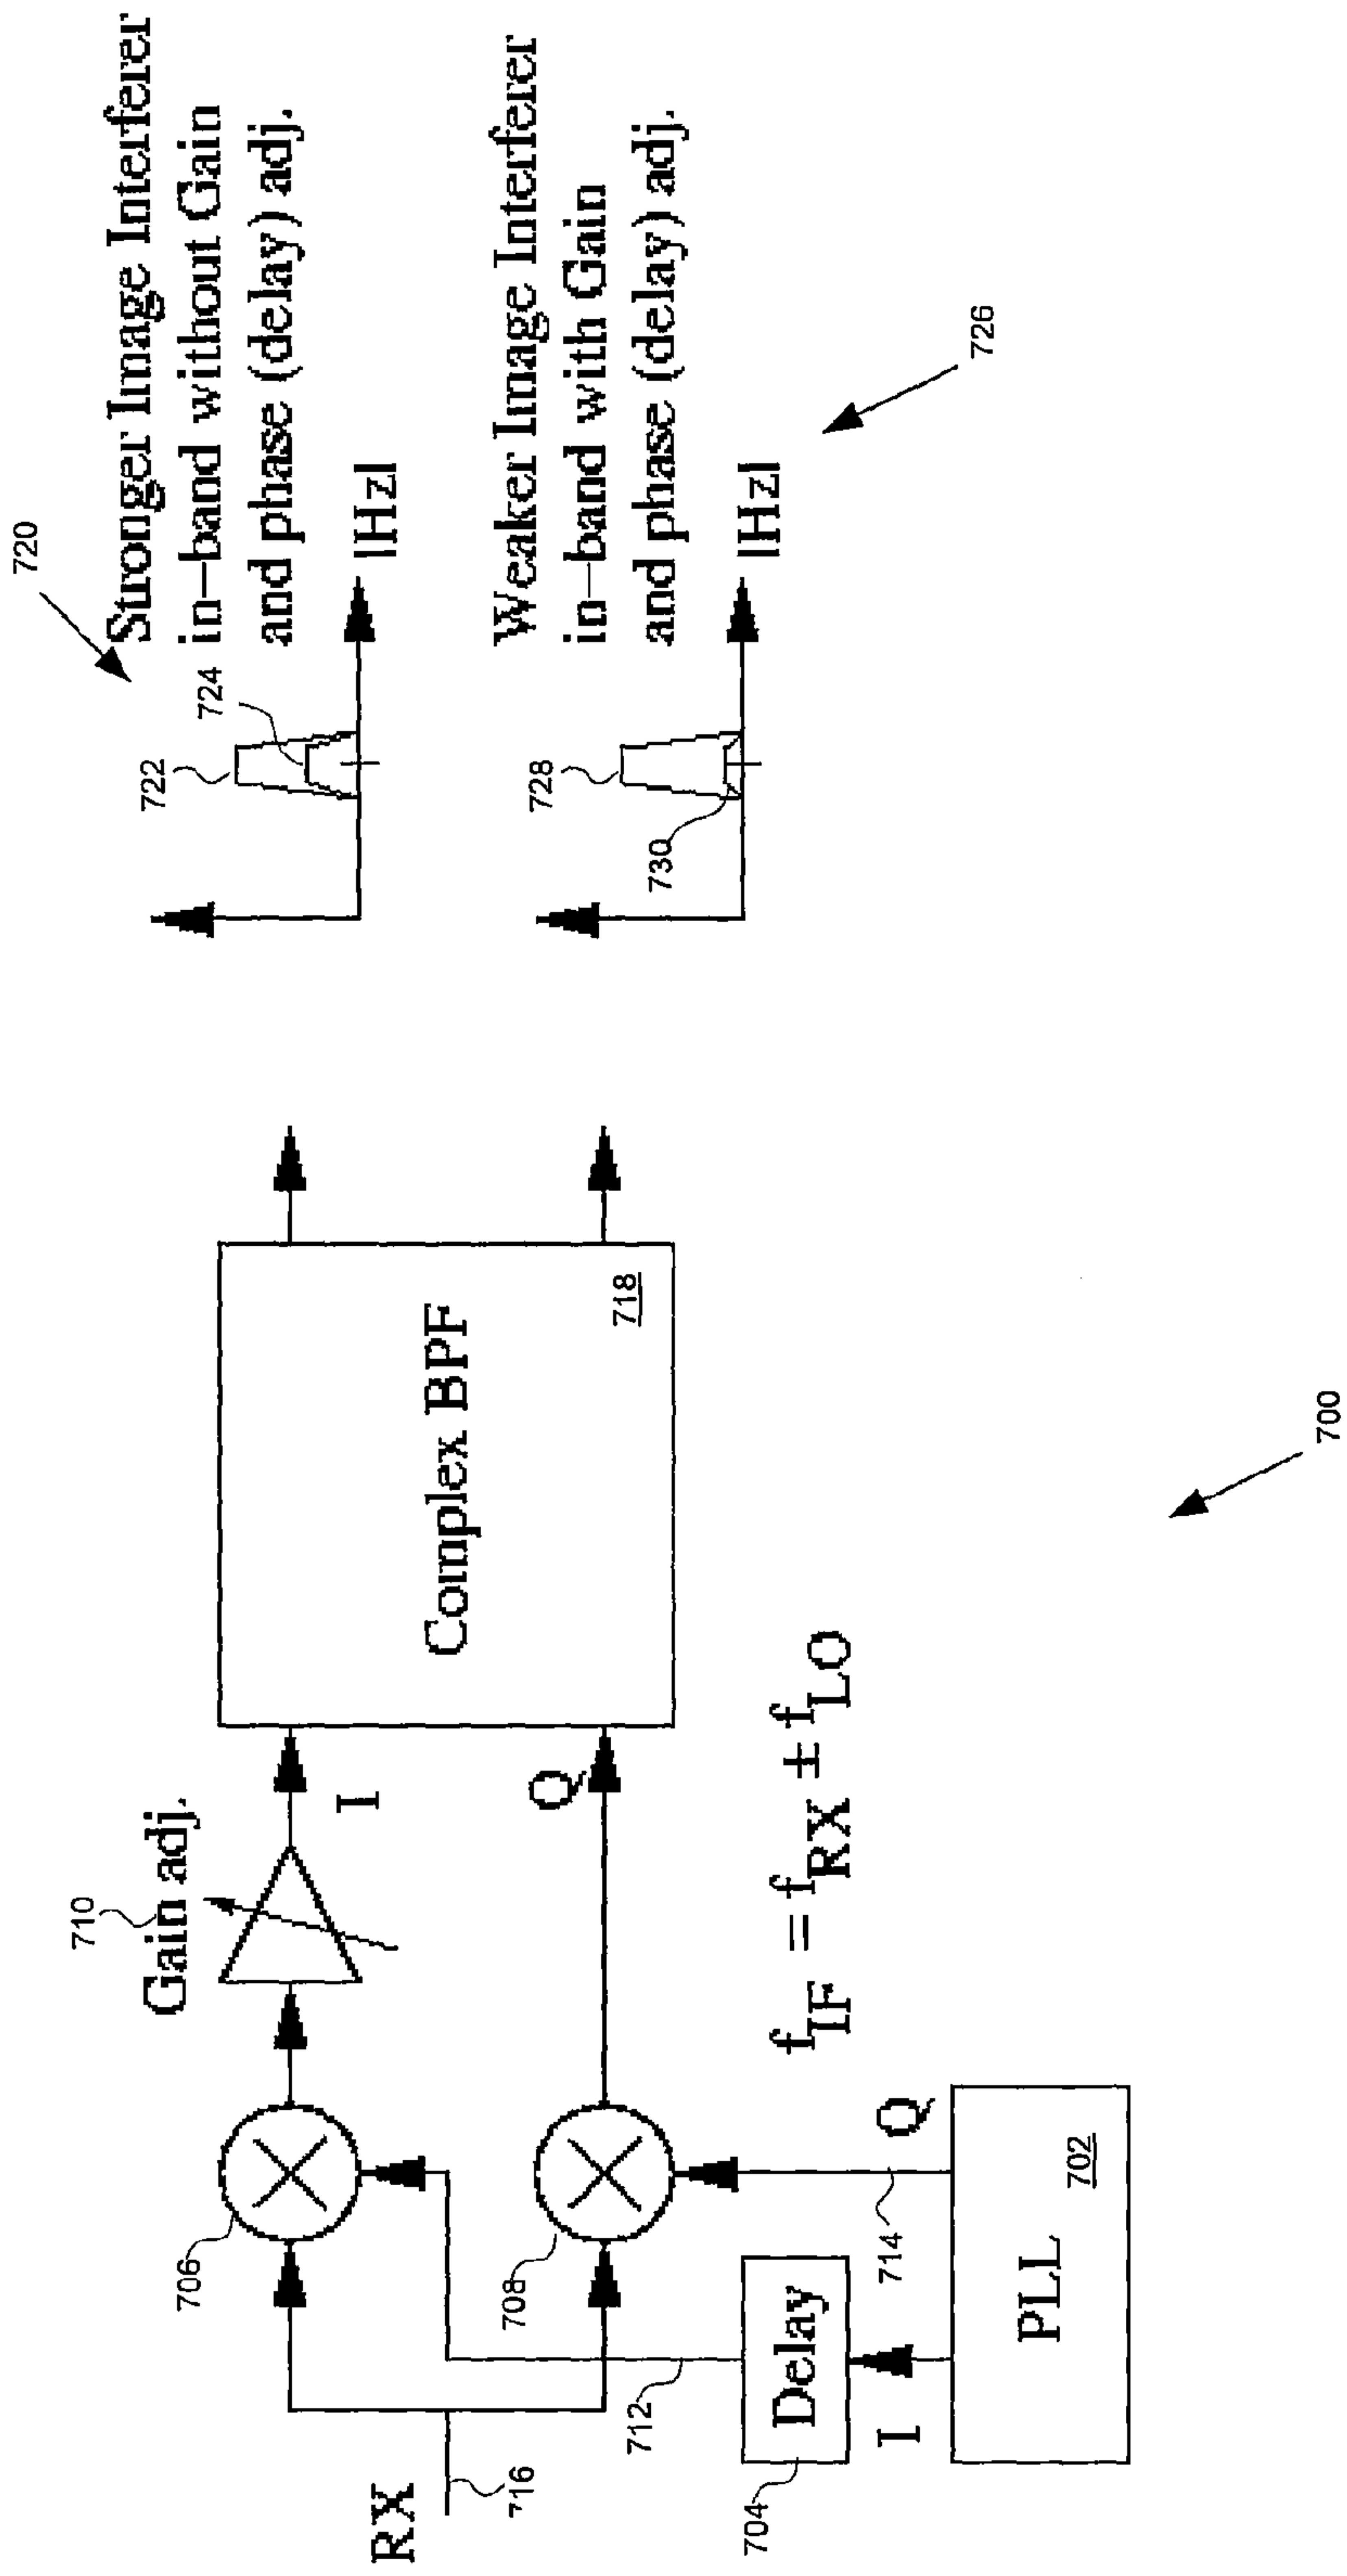 720
Stronger Image Interferer
in-band without Gain
and phase (delay) adj.
722
724
|Hz|
Weaker Image Interferer
in-band with Gain
and phase (delay) adj.
728
730
|Hz|
726
710
Gain adj.
I
Q
Complex BPF
718
706
708
RX
716
712
704
Delay
I
714
Q
PLL
702
f_IF = f_RX ± f_LO
700